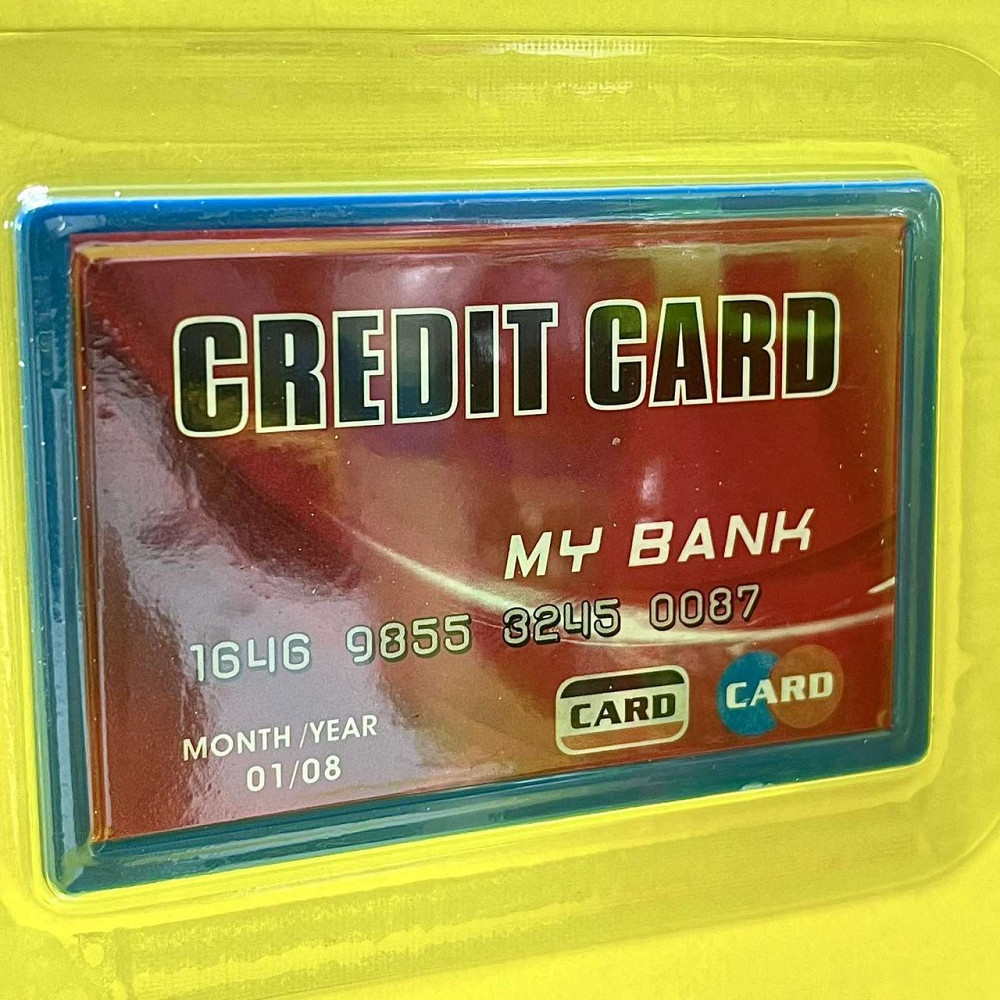 CREDIT CARD
MY BANK
1646 9855 3245 0087
CARD CARD
MONTH /YEAR
01/08